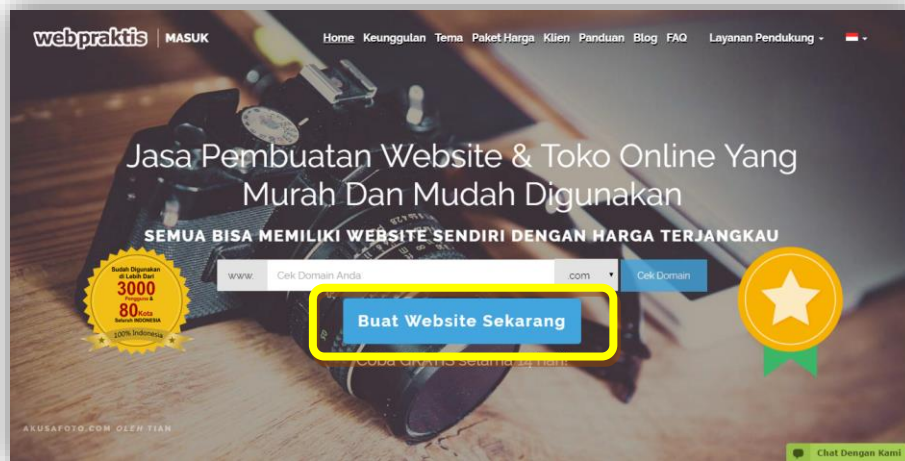 webpraktis | MASUK
Home Keunggulan Tema Paket Harga Klien Panduan Blog FAQ Layanan Pendukung
Jasa Pembuatan Website & Toko Online Yang
Murah Dan Mudah Digunakan
SEMUA BISA MEMILIKI WEBSITE SENDIRI DENGAN HARGA TERJANGKAU
www. Cek Domain Anda .com Cek Domain
Sudah Digunakan
di Lebih Dari
3000
Pengguna &
80 Kota
Seluruh INDONESIA
100% Indonesia
Buat Website Sekarang
Coba GRATIS selama 14 hari!
AKUSAFOTO.COM OLEH TIAN
Chat Dengan Kami